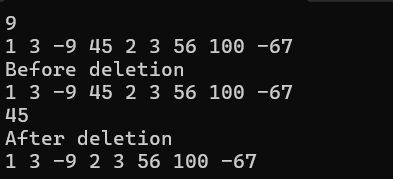 9
1 3 -9 45 2 3 56 100 -67
Before deletion
1 3 -9 45 2 3 56 100 -67
45
After deletion
1 3 -9 2 3 56 100 -67